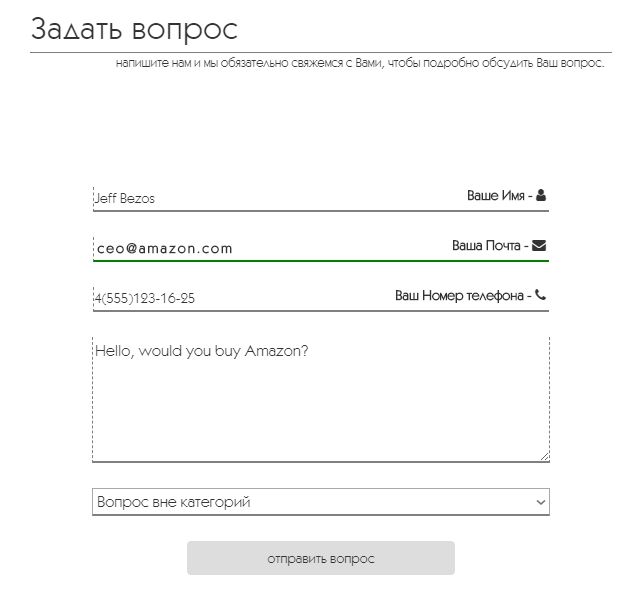 Задать вопрос
напишите нам и мы обязательно свяжемся с Вами, чтобы подробно обсудить Ваш вопрос.
Jeff Bezos Ваше Имя -
ceo@amazon.com Ваша Почта -
4(555)123-16-25 Ваш Номер телефона -
Hello, would you buy Amazon?
Вопрос вне категорий
отправить вопрос